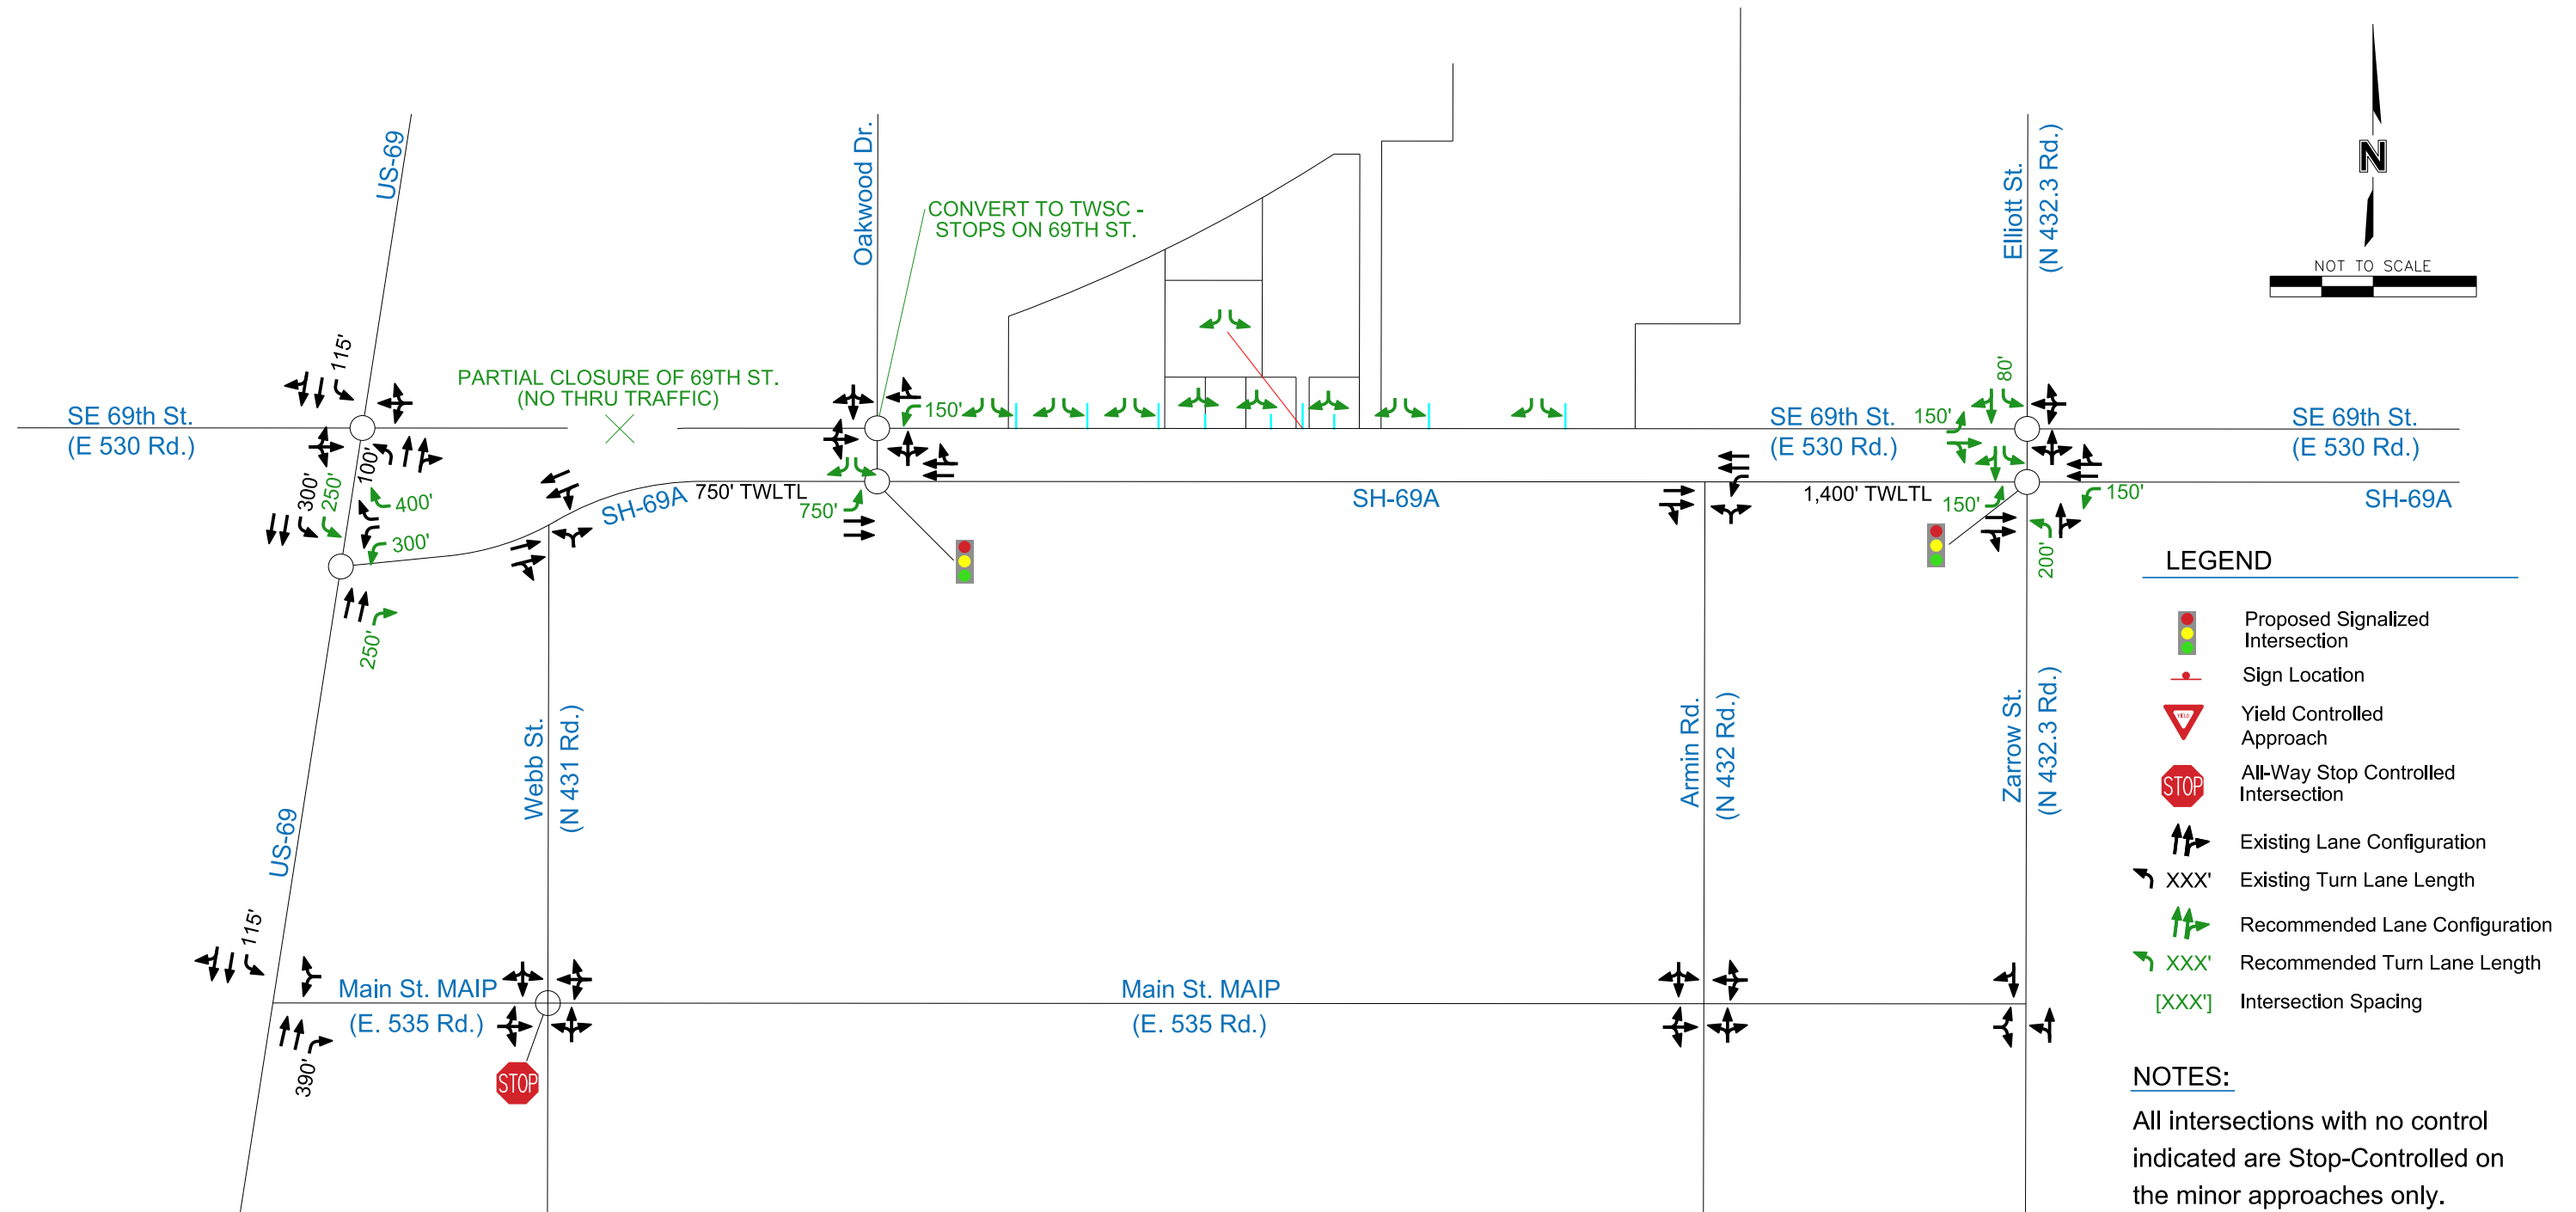 US-69
Oakwood Dr.
CONVERT TO TWSC -
STOPS ON 69TH ST.
Elliott St.
(N 432.3 Rd.)
N
NOT TO SCALE
115'
PARTIAL CLOSURE OF 69TH ST.
(NO THRU TRAFFIC)
80'
SE 69th St.
(E 530 Rd.)
150'
SE 69th St.
(E 530 Rd.)
150'
SE 69th St.
(E 530 Rd.)
100'
300'
250'
400'
300'
250'
SH-69A
750' TWLTL
750'
SH-69A
1,400' TWLTL
150'
150'
SH-69A
200'
LEGEND
Proposed Signalized
Intersection
Sign Location
YIELD
Yield Controlled
Approach
STOP
All-Way Stop Controlled
Intersection
Existing Lane Configuration
XXX'
Existing Turn Lane Length
Recommended Lane Configuration
XXX'
Recommended Turn Lane Length
[XXX']
Intersection Spacing
Webb St.
(N 431 Rd.)
Armin Rd.
(N 432 Rd.)
Zarrow St.
(N 432.3 Rd.)
US-69
115'
Main St. MAIP
(E. 535 Rd.)
Main St. MAIP
(E. 535 Rd.)
390'
STOP
NOTES:
All intersections with no control
indicated are Stop-Controlled on
the minor approaches only.